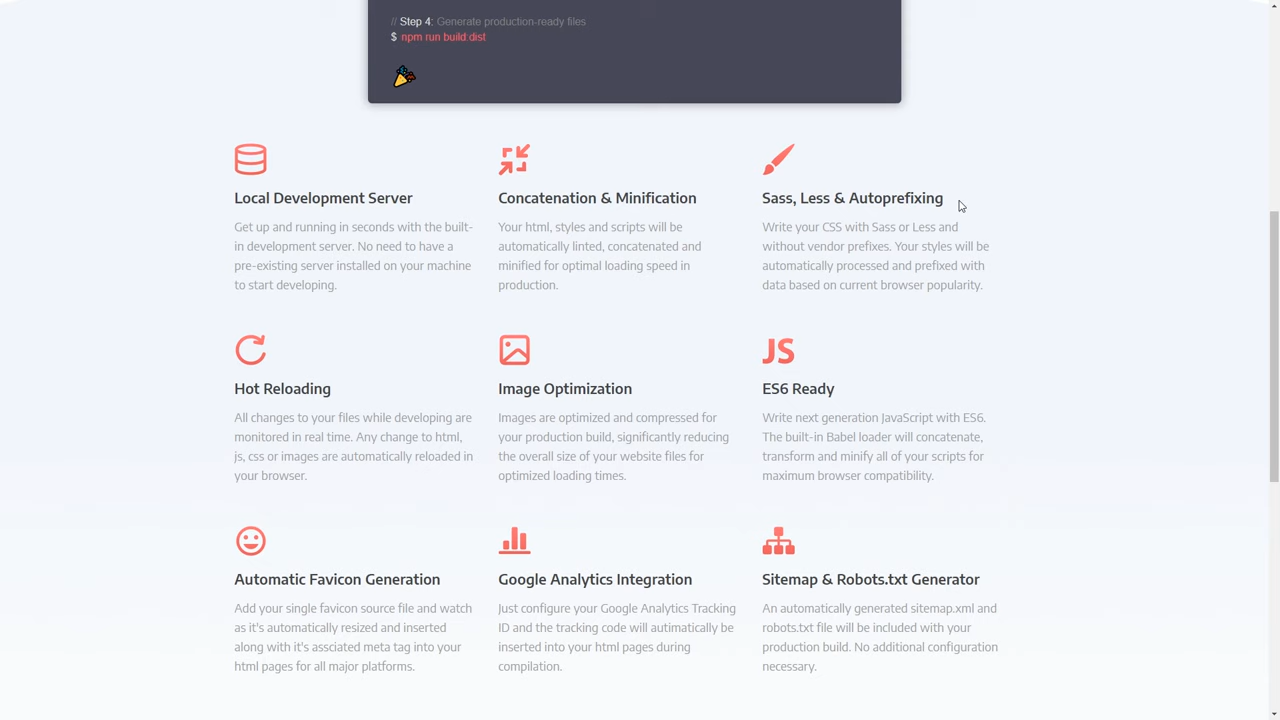 // Step 4: Generate production-ready files
$ npm run build:dist
Local Development Server
Get up and running in seconds with the built-
in development server. No need to have a
pre-existing server installed on your machine
to start developing.
Concatenation & Minification
Your html, styles and scripts will be
automatically linted, concatenated and
minified for optimal loading speed in
production.
Sass, Less & Autoprefixing
Write your CSS with Sass or Less and
without vendor prefixes. Your styles will be
automatically processed and prefixed with
data based on current browser popularity.
Hot Reloading
All changes to your files while developing are
monitored in real time. Any change to html,
js, css or images are automatically reloaded in
your browser.
Image Optimization
Images are optimized and compressed for
your production build, significantly reducing
the overall size of your website files for
optimized loading times.
JS
ES6 Ready
Write next generation JavaScript with ES6.
The built-in Babel loader will concatenate,
transform and minify all of your scripts for
maximum browser compatibility.
Automatic Favicon Generation
Add your single favicon source file and watch
as it's automatically resized and inserted
along with it's assciated meta tag into your
html pages for all major platforms.
Google Analytics Integration
Just configure your Google Analytics Tracking
ID and the tracking code will autimatically be
inserted into your html pages during
compilation.
Sitemap & Robots.txt Generator
An automatically generated sitemap.xml and
robots.txt file will be included with your
production build. No additional configuration
necessary.